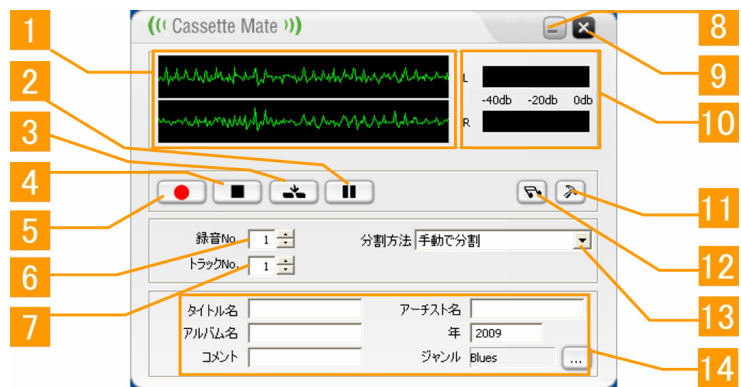 Cassette Mate
1
2
3
4
5
6
7
8
9
10
11
12
13
14
L
-40db -20db 0db
R
録音No. 1
分割方法 手動で分割
トラックNo. 1
タイトル名
アーチスト名
アルバム名
年 2009
コメント
ジャンル Blues ...